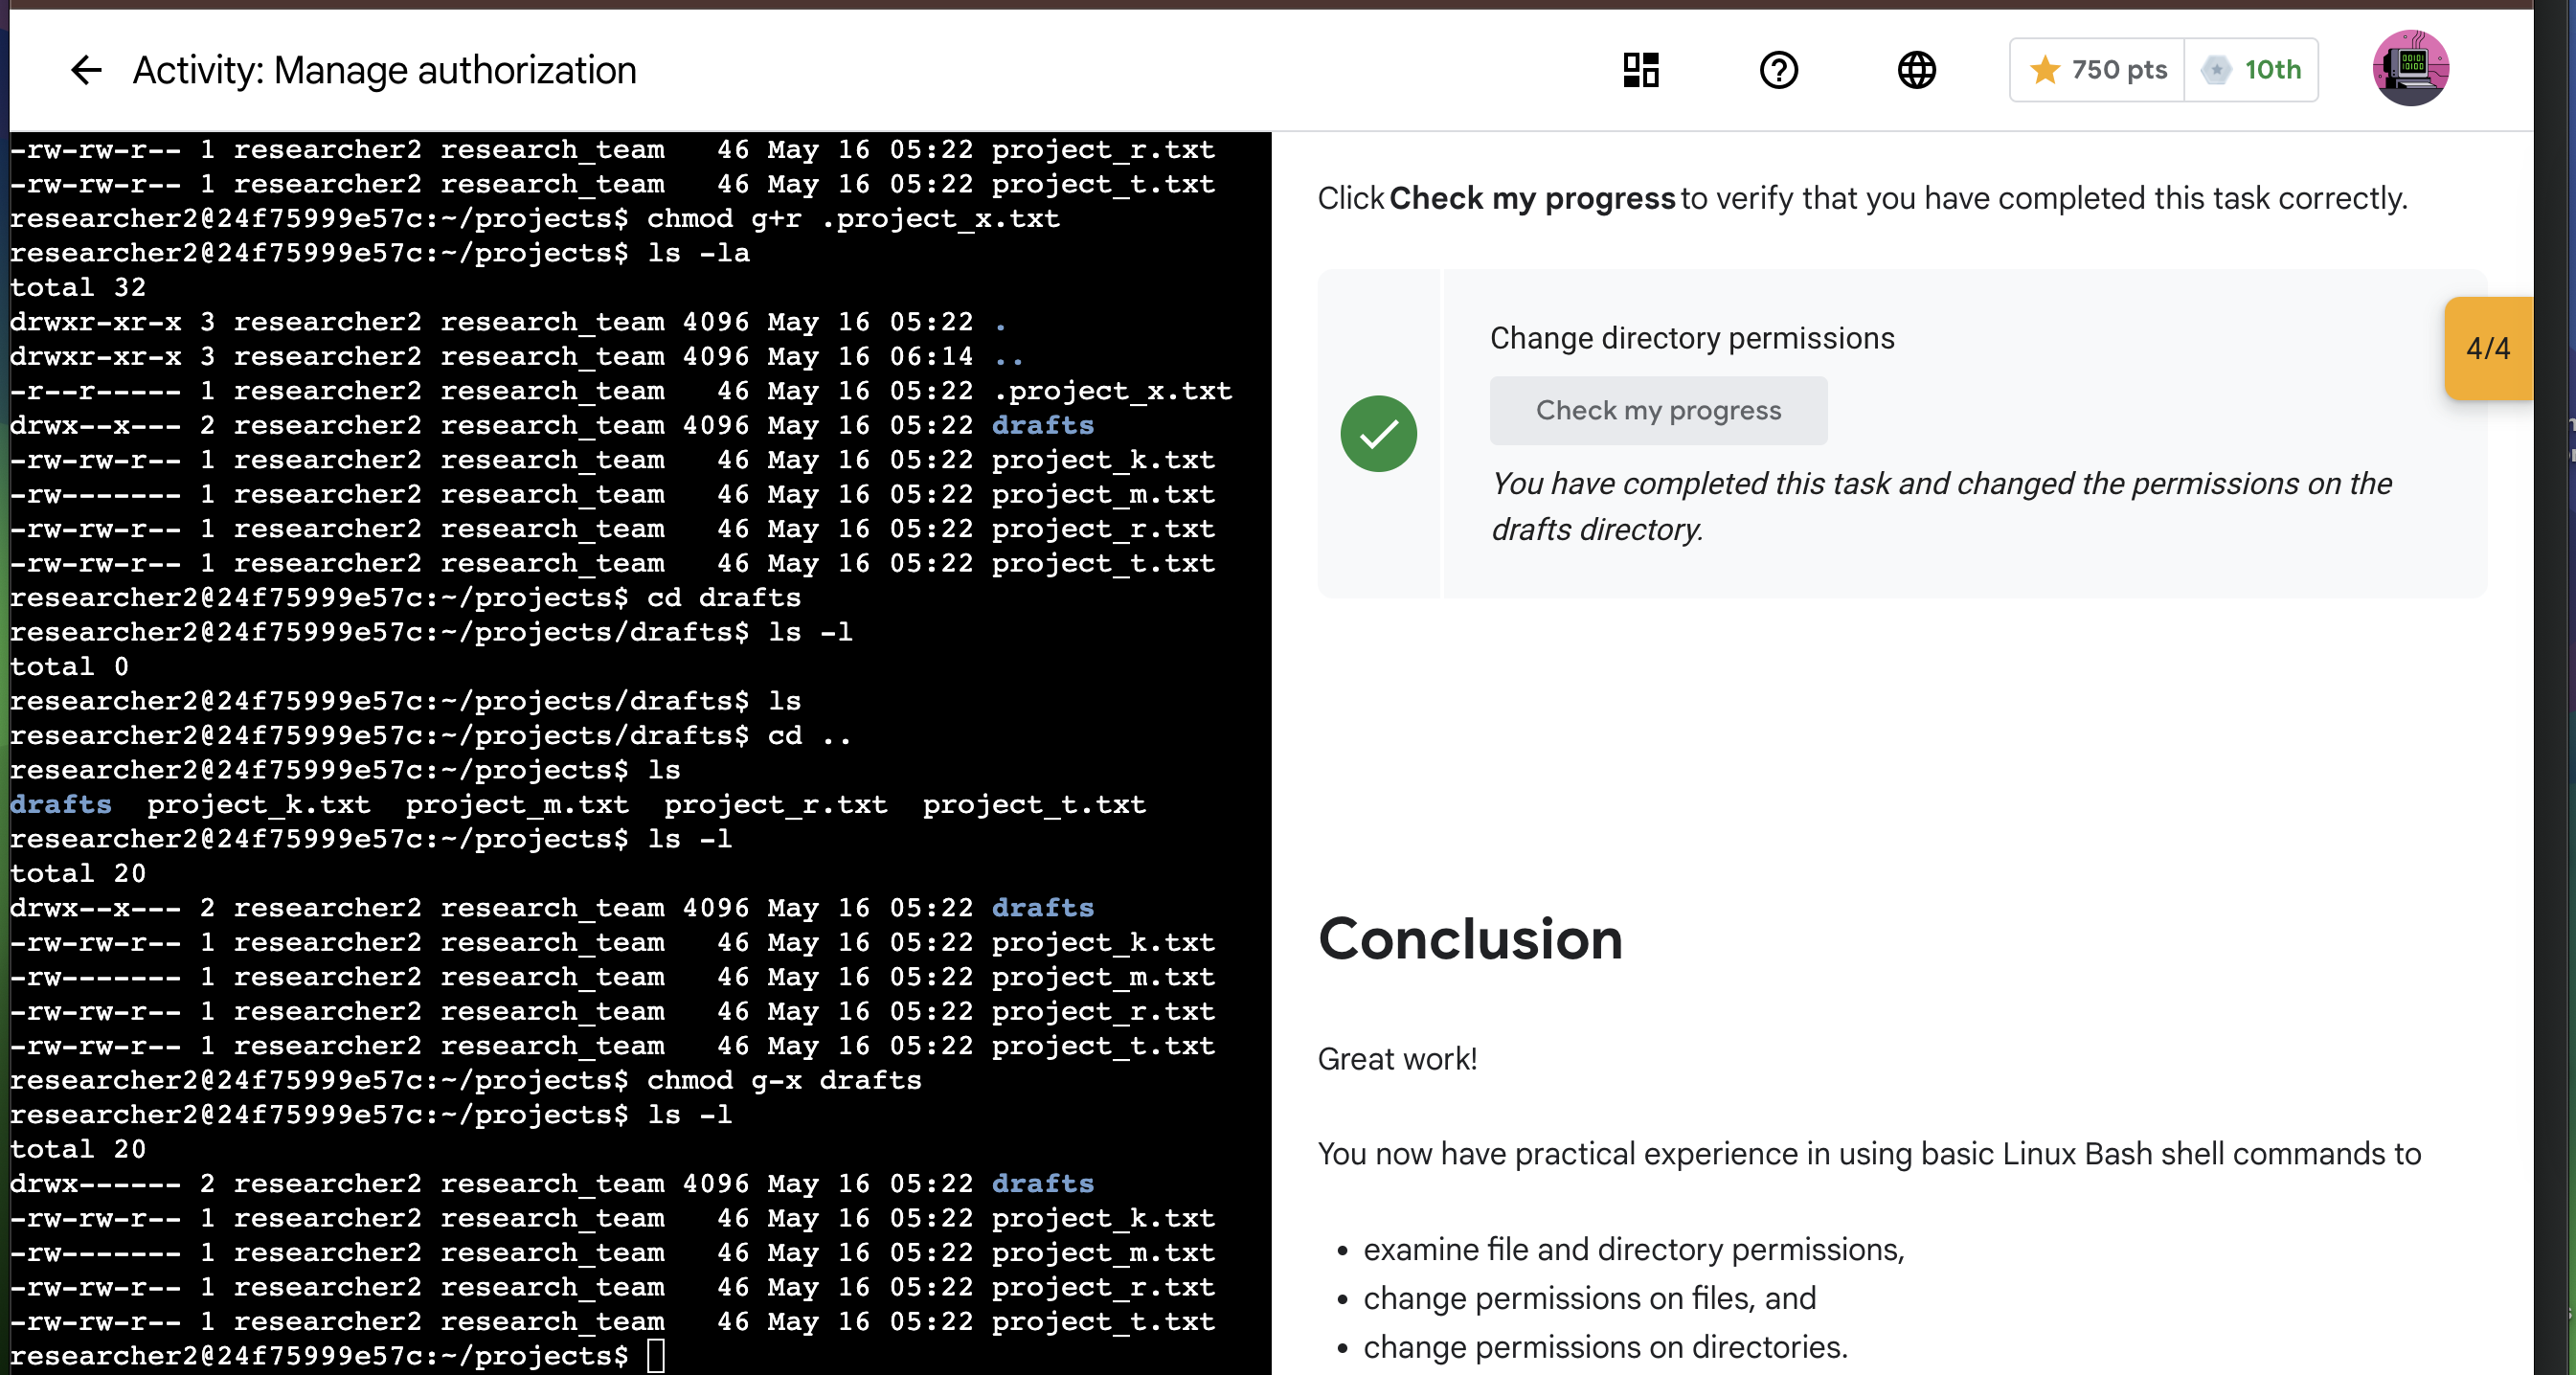 Activity: Manage authorization
750 pts
10th
-rw-rw-r-- 1 researcher2 research_team   46 May 16 05:22 project_r.txt
-rw-rw-r-- 1 researcher2 research_team   46 May 16 05:22 project_t.txt
researcher2@24f75999e57c:~/projects$ chmod g+r .project_x.txt
researcher2@24f75999e57c:~/projects$ ls -la
total 32
drwxr-xr-x 3 researcher2 research_team 4096 May 16 05:22 .
drwxr-xr-x 3 researcher2 research_team 4096 May 16 06:14 ..
-r--r----- 1 researcher2 research_team   46 May 16 05:22 .project_x.txt
drwx--x--- 2 researcher2 research_team 4096 May 16 05:22 drafts
-rw-rw-r-- 1 researcher2 research_team   46 May 16 05:22 project_k.txt
-rw------- 1 researcher2 research_team   46 May 16 05:22 project_m.txt
-rw-rw-r-- 1 researcher2 research_team   46 May 16 05:22 project_r.txt
-rw-rw-r-- 1 researcher2 research_team   46 May 16 05:22 project_t.txt
researcher2@24f75999e57c:~/projects$ cd drafts
researcher2@24f75999e57c:~/projects/drafts$ ls -l
total 0
researcher2@24f75999e57c:~/projects/drafts$ ls
researcher2@24f75999e57c:~/projects/drafts$ cd ..
researcher2@24f75999e57c:~/projects$ ls
drafts  project_k.txt  project_m.txt  project_r.txt  project_t.txt
researcher2@24f75999e57c:~/projects$ ls -l
total 20
drwx--x--- 2 researcher2 research_team 4096 May 16 05:22 drafts
-rw-rw-r-- 1 researcher2 research_team   46 May 16 05:22 project_k.txt
-rw------- 1 researcher2 research_team   46 May 16 05:22 project_m.txt
-rw-rw-r-- 1 researcher2 research_team   46 May 16 05:22 project_r.txt
-rw-rw-r-- 1 researcher2 research_team   46 May 16 05:22 project_t.txt
researcher2@24f75999e57c:~/projects$ chmod g-x drafts
researcher2@24f75999e57c:~/projects$ ls -l
total 20
drwx------ 2 researcher2 research_team 4096 May 16 05:22 drafts
-rw-rw-r-- 1 researcher2 research_team   46 May 16 05:22 project_k.txt
-rw------- 1 researcher2 research_team   46 May 16 05:22 project_m.txt
-rw-rw-r-- 1 researcher2 research_team   46 May 16 05:22 project_r.txt
-rw-rw-r-- 1 researcher2 research_team   46 May 16 05:22 project_t.txt
researcher2@24f75999e57c:~/projects$
Click Check my progress to verify that you have completed this task correctly.
Change directory permissions
Check my progress
You have completed this task and changed the permissions on the
drafts directory.
4/4
Conclusion
Great work!
You now have practical experience in using basic Linux Bash shell commands to
• examine file and directory permissions,
• change permissions on files, and
• change permissions on directories.